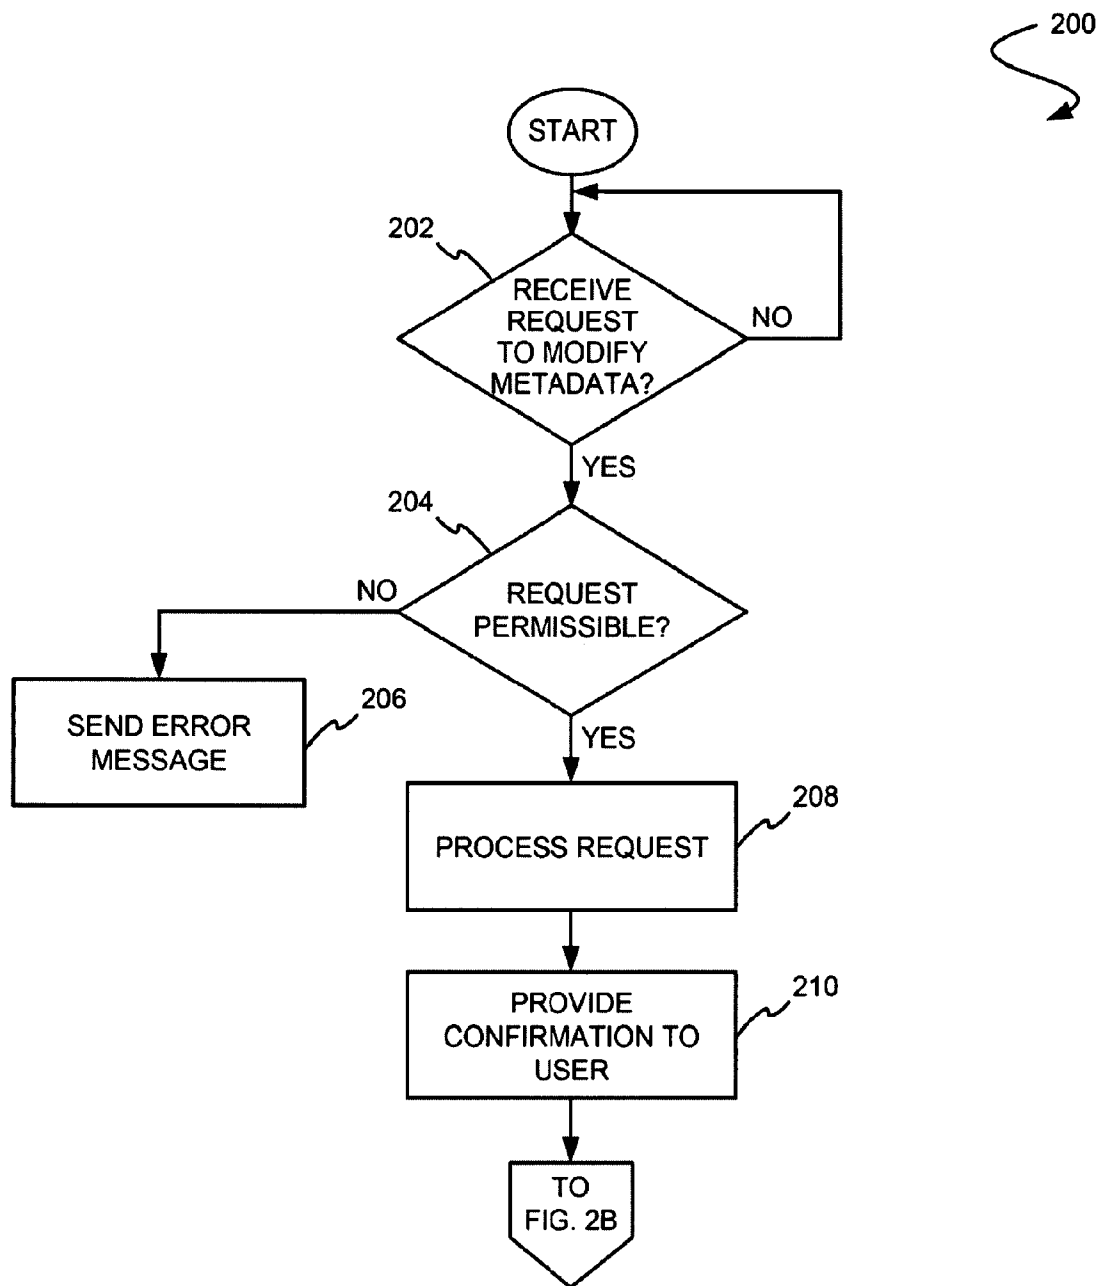 200
START
202
RECEIVE
REQUEST
TO MODIFY
METADATA?
NO
YES
204
NO
REQUEST
PERMISSIBLE?
206
SEND ERROR
MESSAGE
YES
208
PROCESS REQUEST
210
PROVIDE
CONFIRMATION TO
USER
TO
FIG. 2B